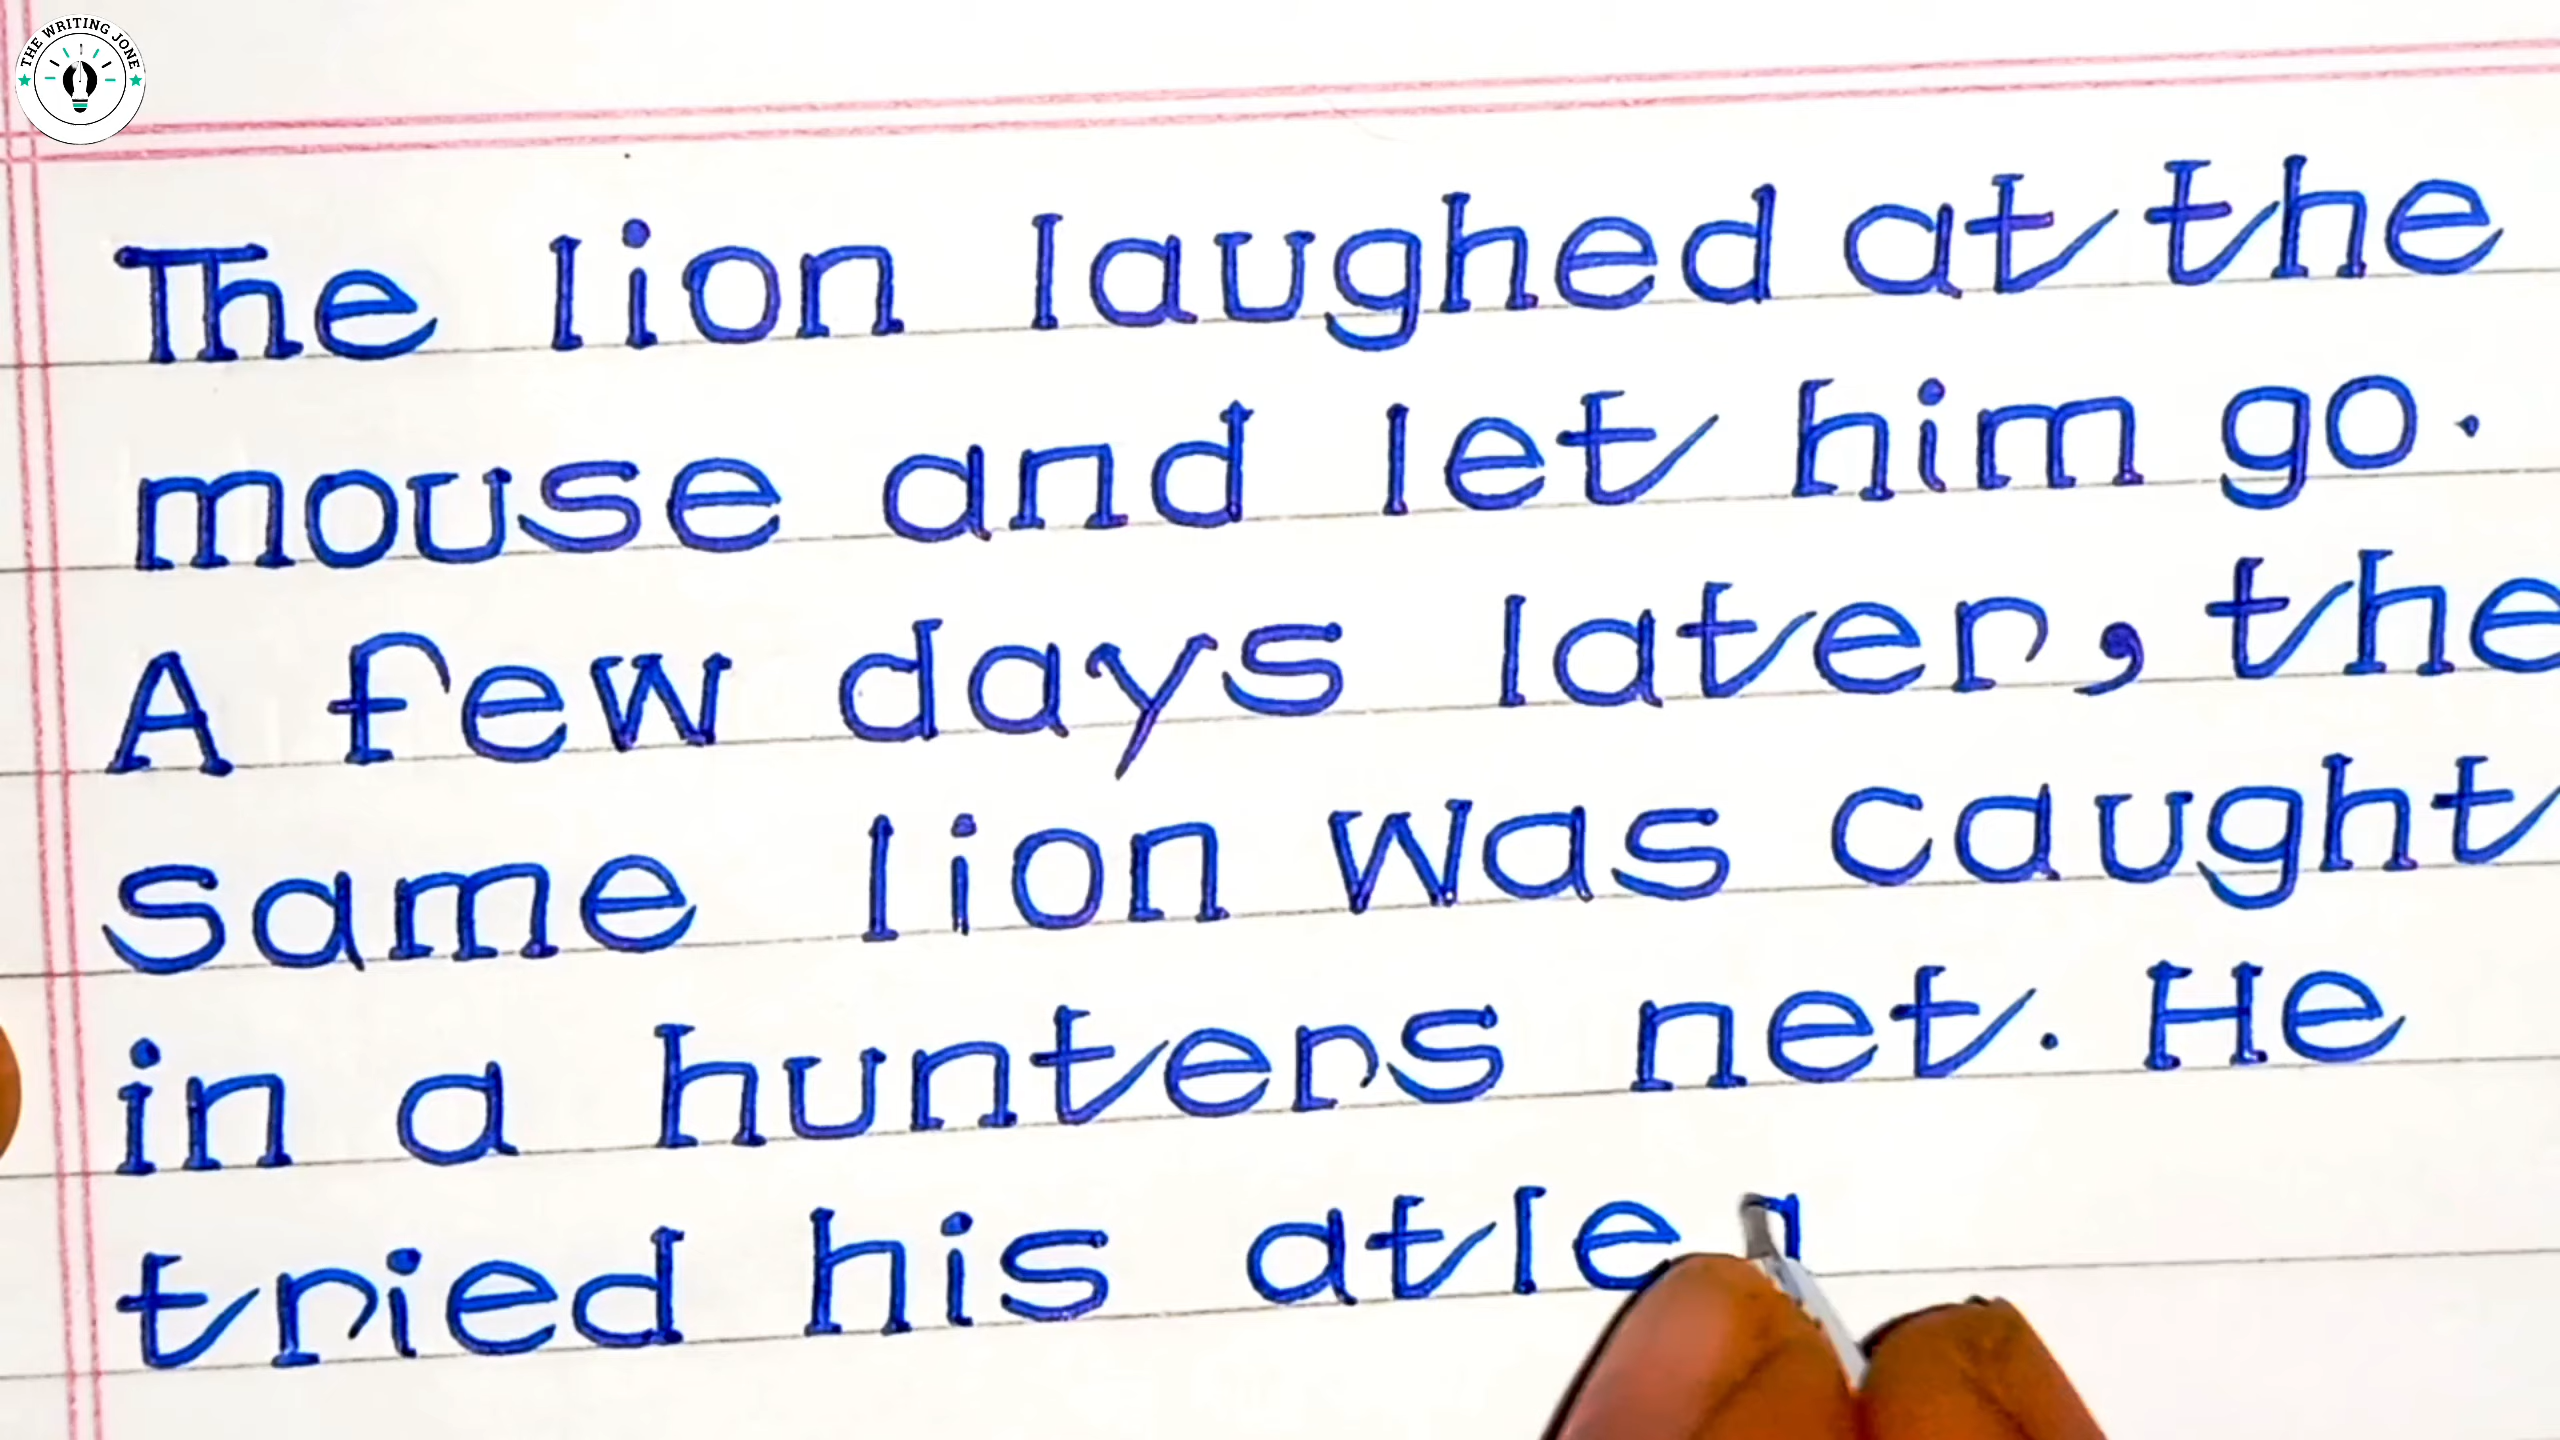 THE WRITING JONE
The lion laughed at the
mouse and let him go.
A few days later, the
same lion was caught
in a hunters net. He
tried his atle